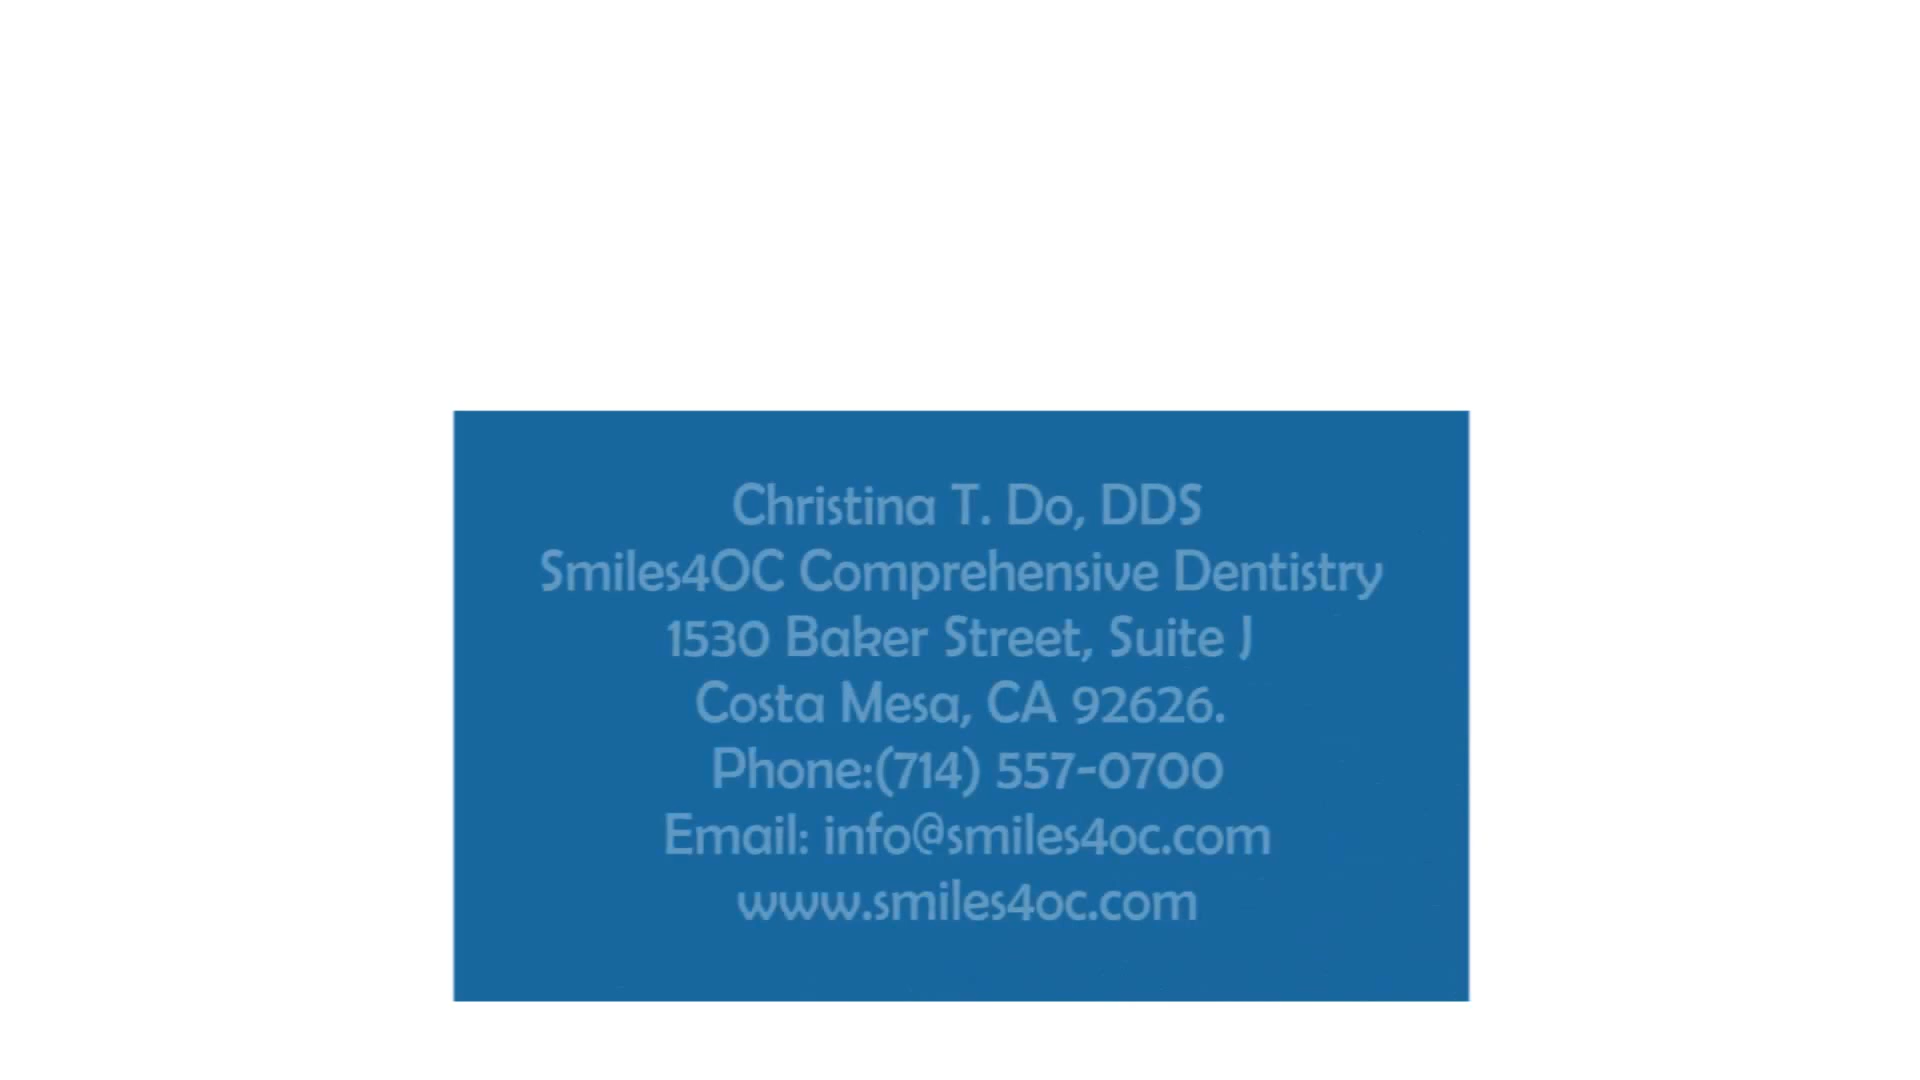 Christina T. Do, DDS
Smiles4OC Comprehensive Dentistry
1530 Baker Street, Suite J
Costa Mesa, CA 92626.
Phone:(714) 557-0700
Email: info@smiles4oc.com
www.smiles4oc.com